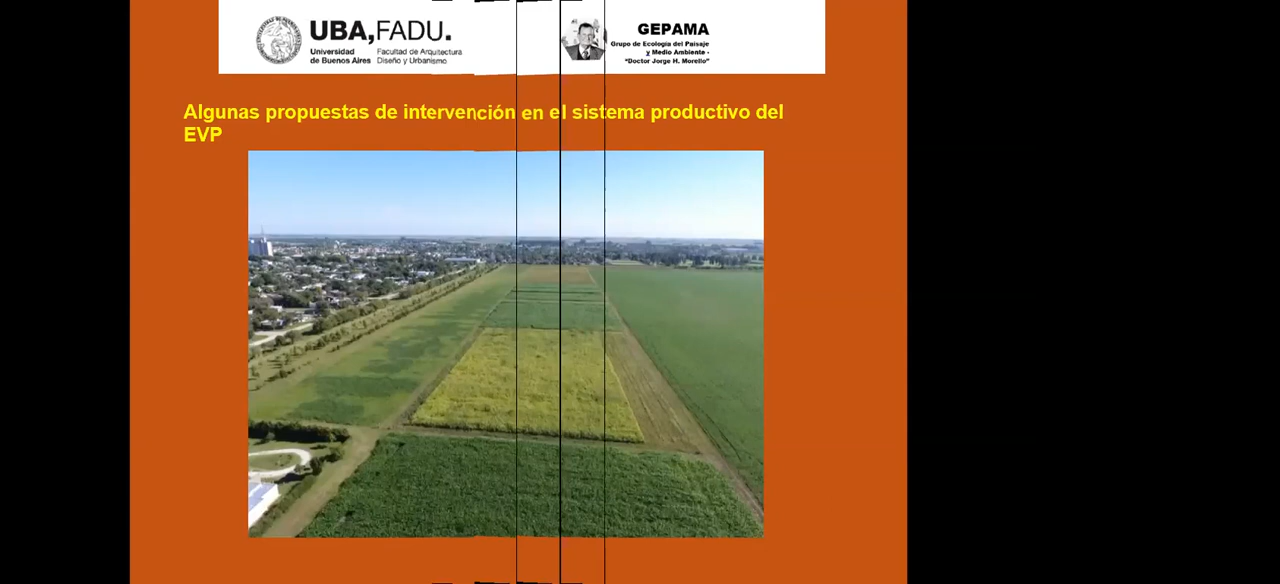 UBA,FADU.
Universidad
de Buenos Aires
Facultad de Arquitectura
Diseño y Urbanismo
GEPAMA
Grupo de Ecología del Paisaje
y Medio Ambiente -
"Doctor Jorge H. Morello"
Algunas propuestas de intervención en el sistema productivo del
EVP